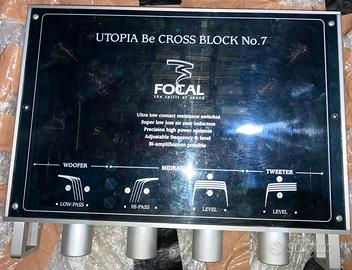 UTOPIA Be CROSS BLOCK No.7
FOCAL
the spirit of sound
Ultra low contact resistance switches
Super low loss air core inductors
Precision high power resistors
Adjustable frequency & level
Bi-amplification possible
WOOFER
MIDRANGE
TWEETER
LOW-PASS
HI-PASS
LEVEL
LEVEL